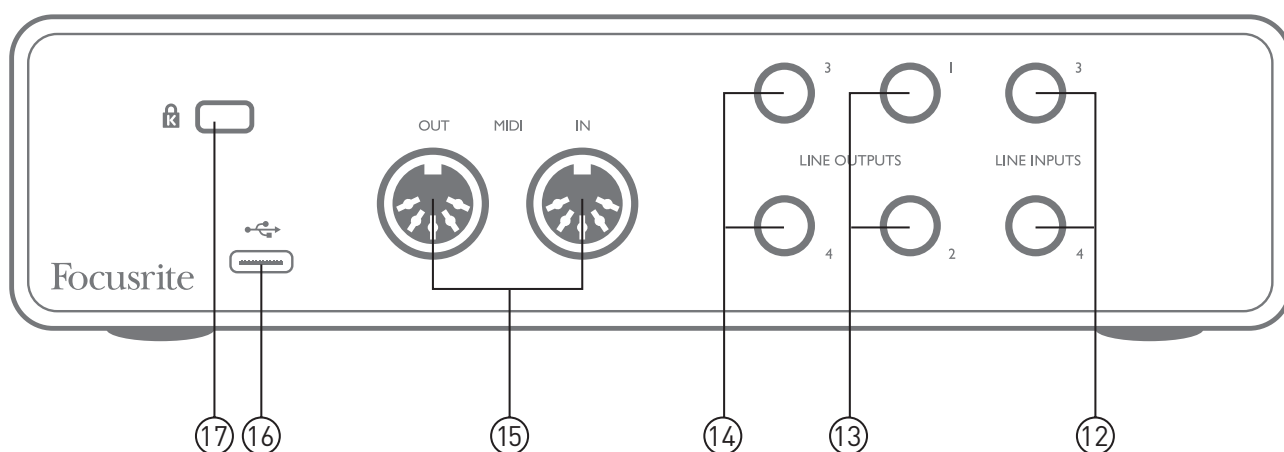 3 1 3
K
OUT MIDI IN
LINE OUTPUTS LINE INPUTS
4 2 4
Focusrite
17 16 15 14 13 12